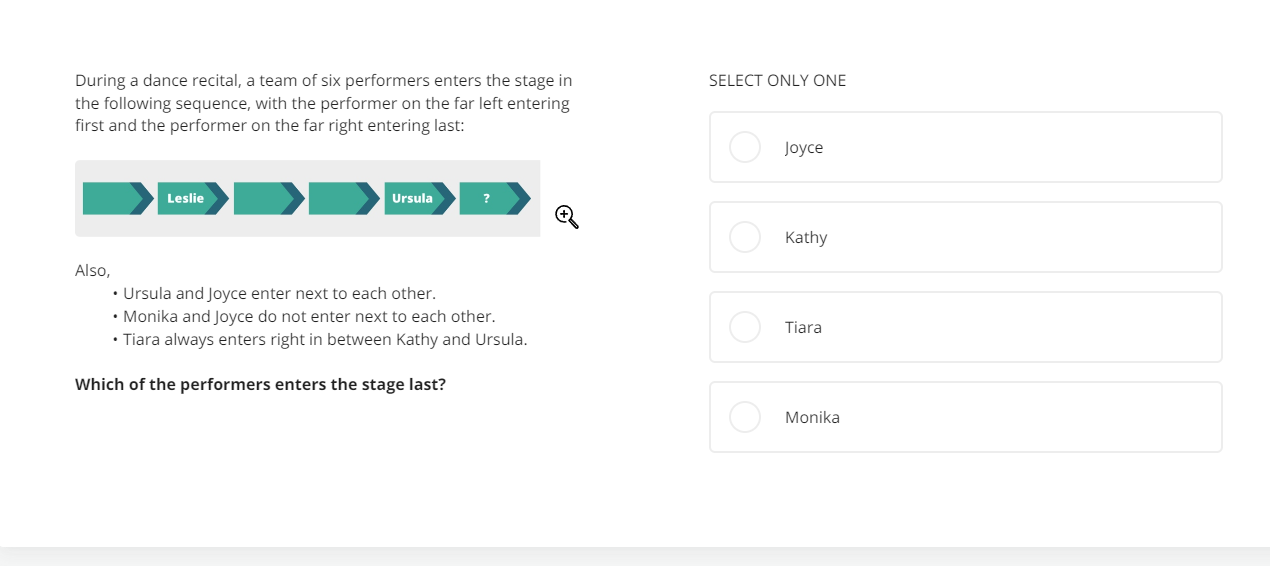 During a dance recital, a team of six performers enters the stage in
the following sequence, with the performer on the far left entering
first and the performer on the far right entering last:
Leslie Ursula ?
Also,
• Ursula and Joyce enter next to each other.
• Monika and Joyce do not enter next to each other.
• Tiara always enters right in between Kathy and Ursula.
Which of the performers enters the stage last?
SELECT ONLY ONE
Joyce
Kathy
Tiara
Monika